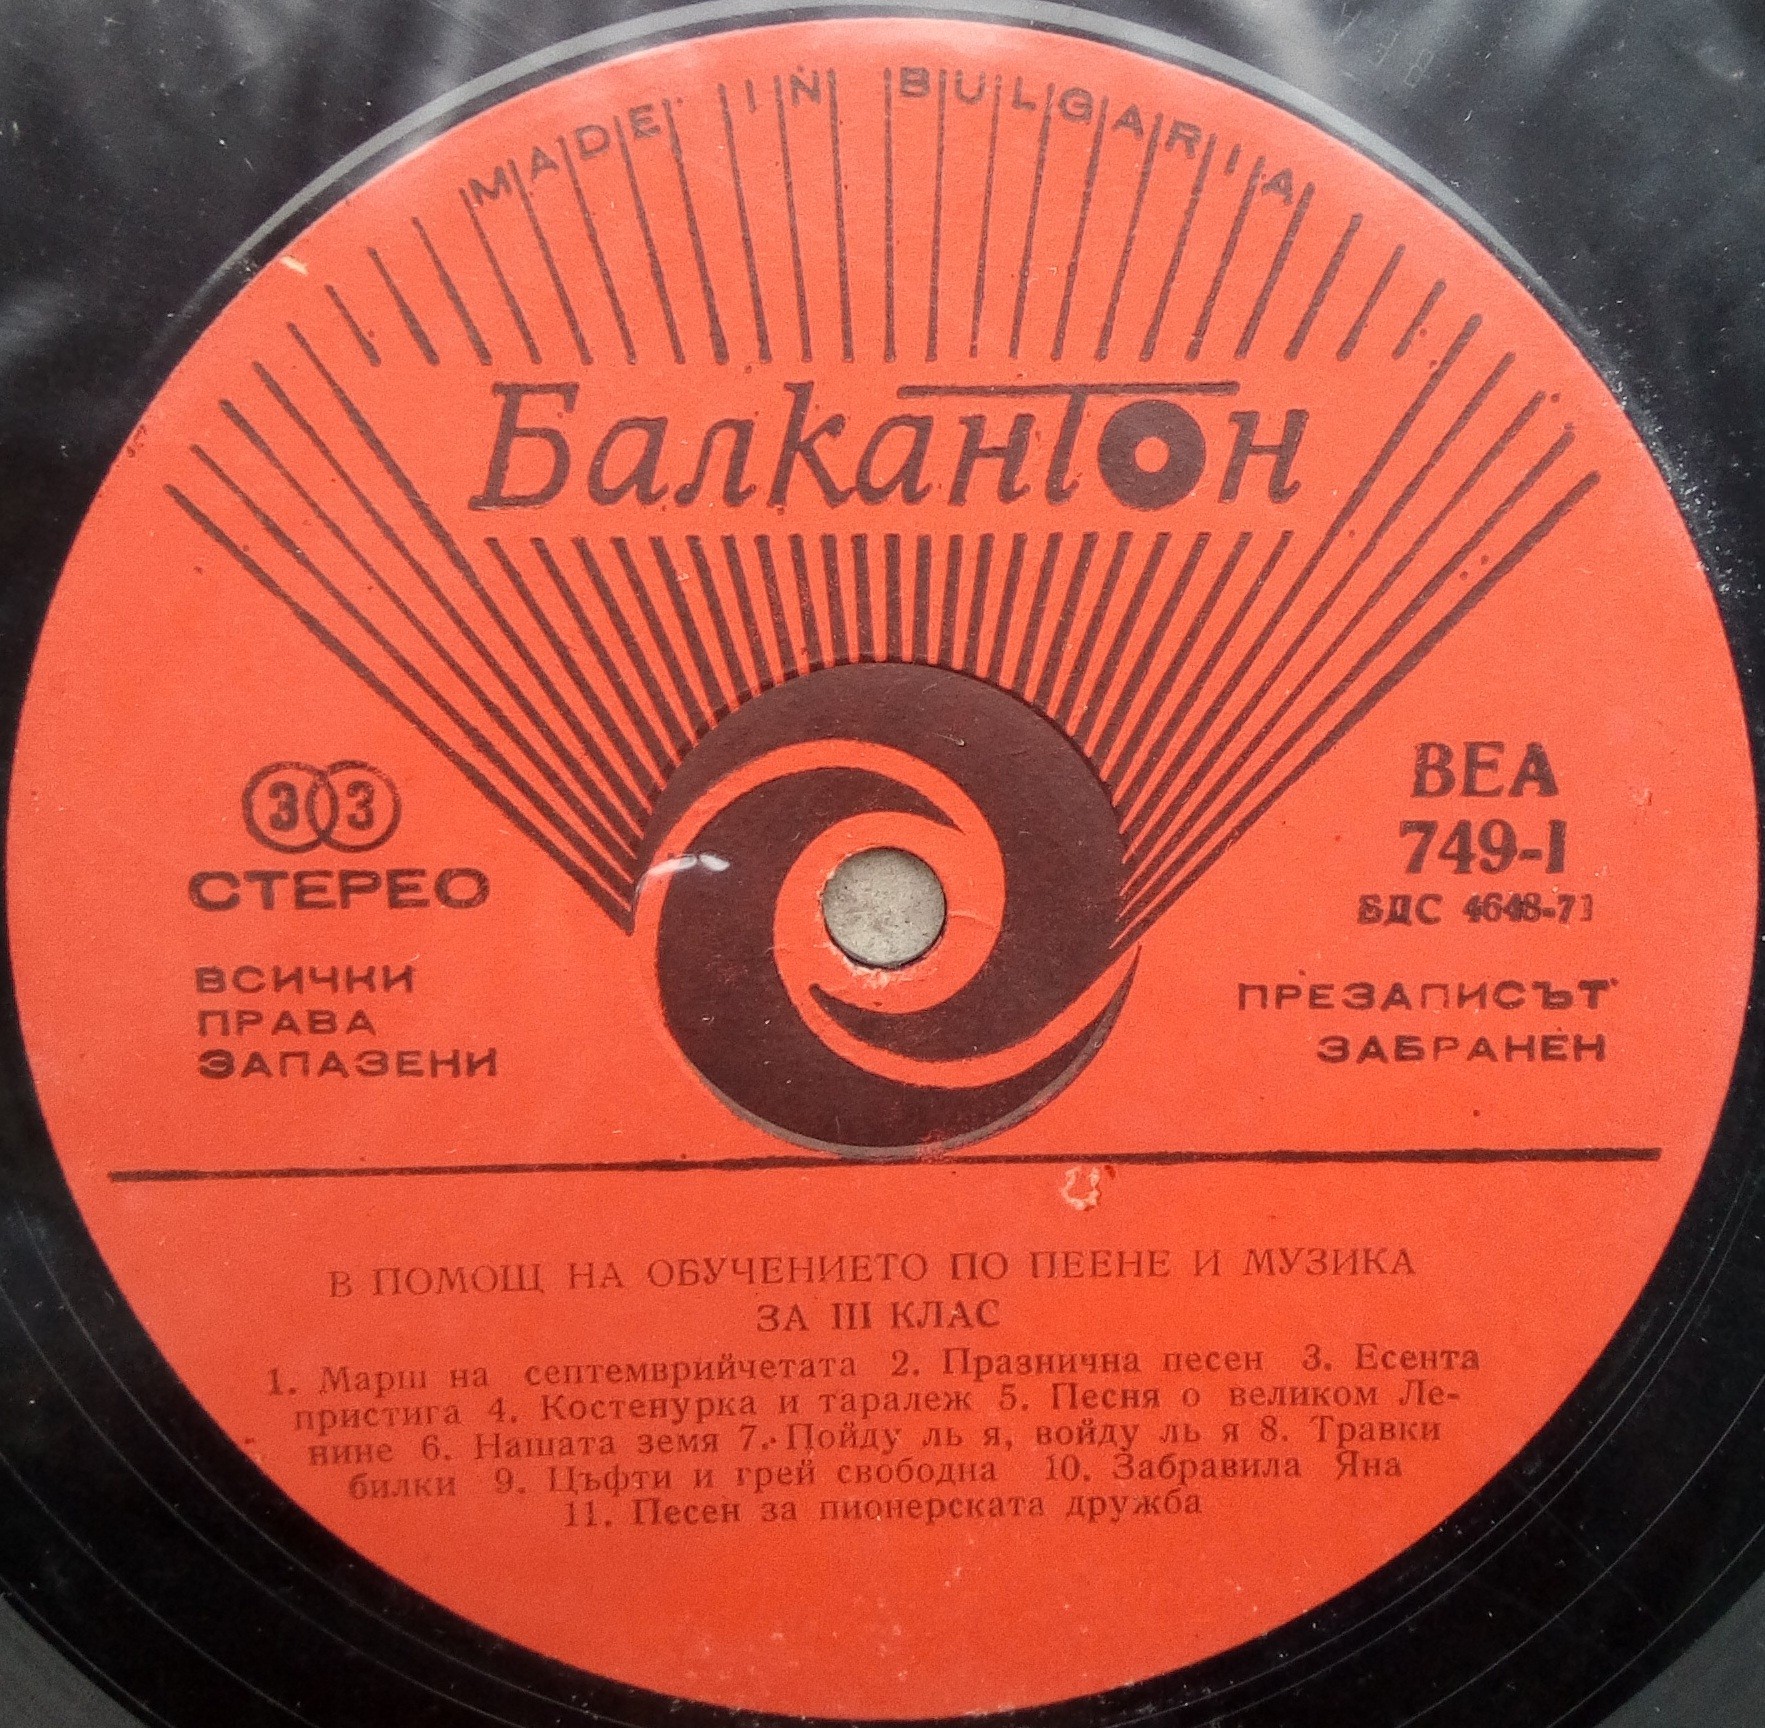 MADE IN BULGARIA
Балкантон
33
СТЕРЕО
ВСИЧКИ
ПРАВА
ЗАПАЗЕНИ
ВЕА
749-I
БДС 4648-71
ПРЕЗАПИСЪТ
ЗАБРАНЕН
В ПОМОЩ НА ОБУЧЕНИЕТО ПО ПЕЕНЕ И МУЗИКА
ЗА III КЛАС
1. Марш на септемврийчетата 2. Празнична песен 3. Есента
пристига 4. Костенурка и таралеж 5. Песня о великом Ле-
нине 6. Нашата земя 7. Пойду ль я, войду ль я 8. Травки
билки 9. Цъфти и грей свободна 10. Забравила Яна
11. Песен за пионерската дружба